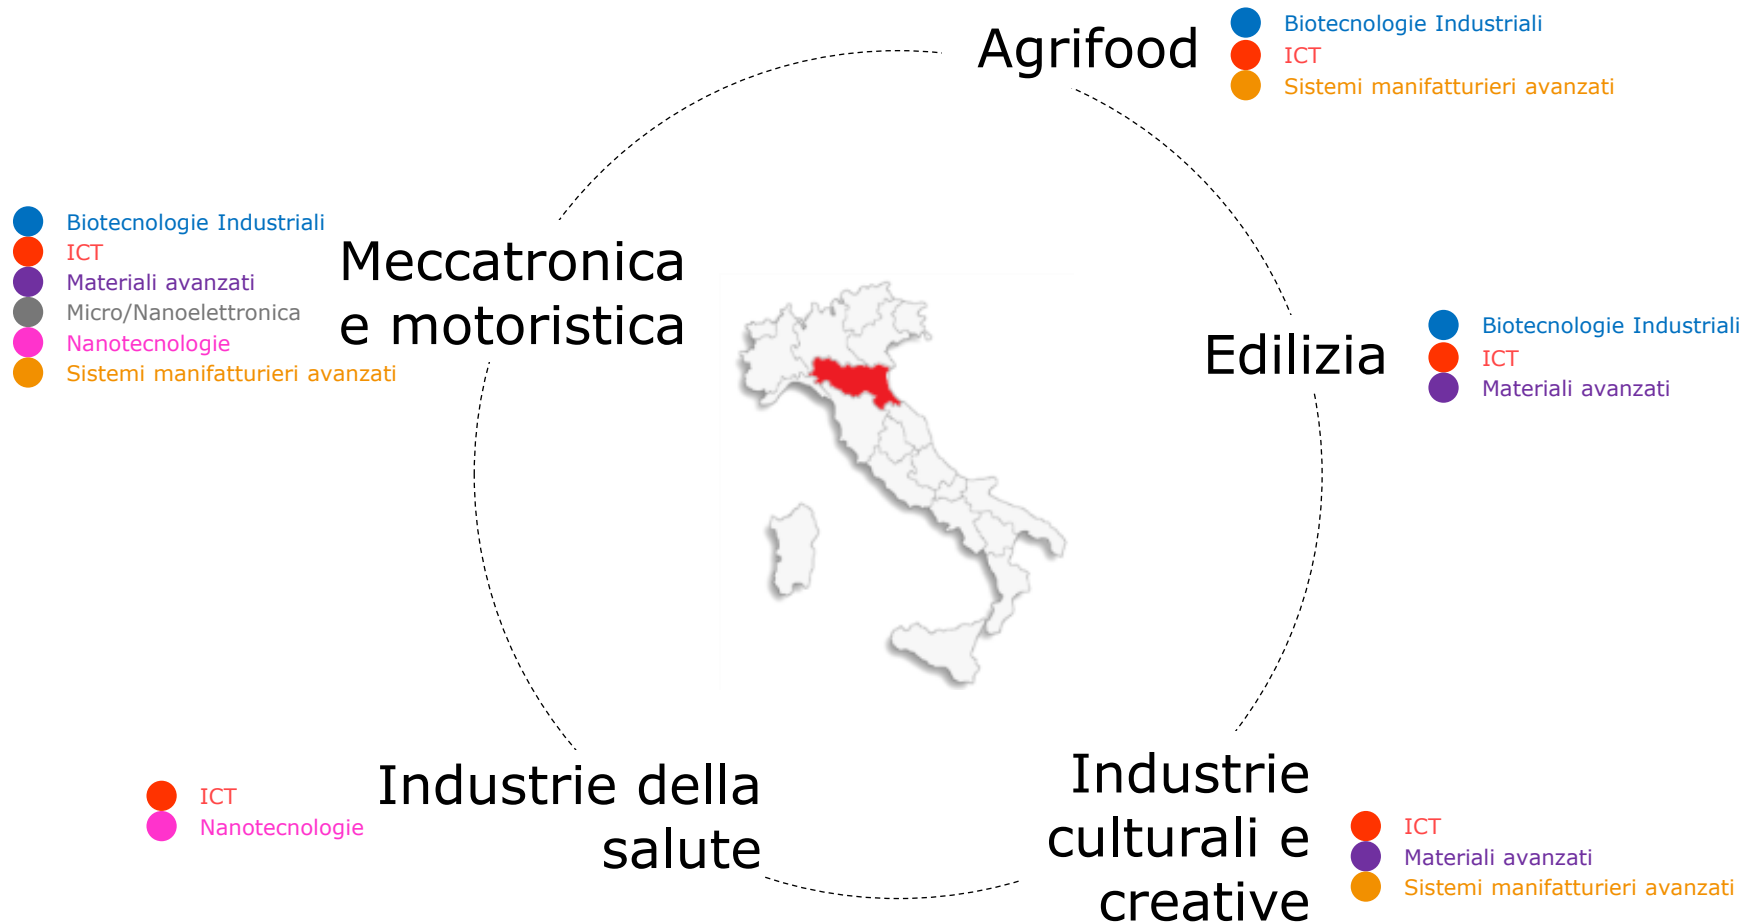 Agrifood
Biotecnologie Industriali
ICT
Sistemi manifatturieri avanzati
Biotecnologie Industriali
ICT
Materiali avanzati
Micro/Nanoelettronica
Nanotecnologie
Sistemi manifatturieri avanzati
Meccatronica
e motoristica
Edilizia
Biotecnologie Industriali
ICT
Materiali avanzati
ICT
Nanotecnologie
Industrie della
salute
Industrie
culturali e
creative
ICT
Materiali avanzati
Sistemi manifatturieri avanzati